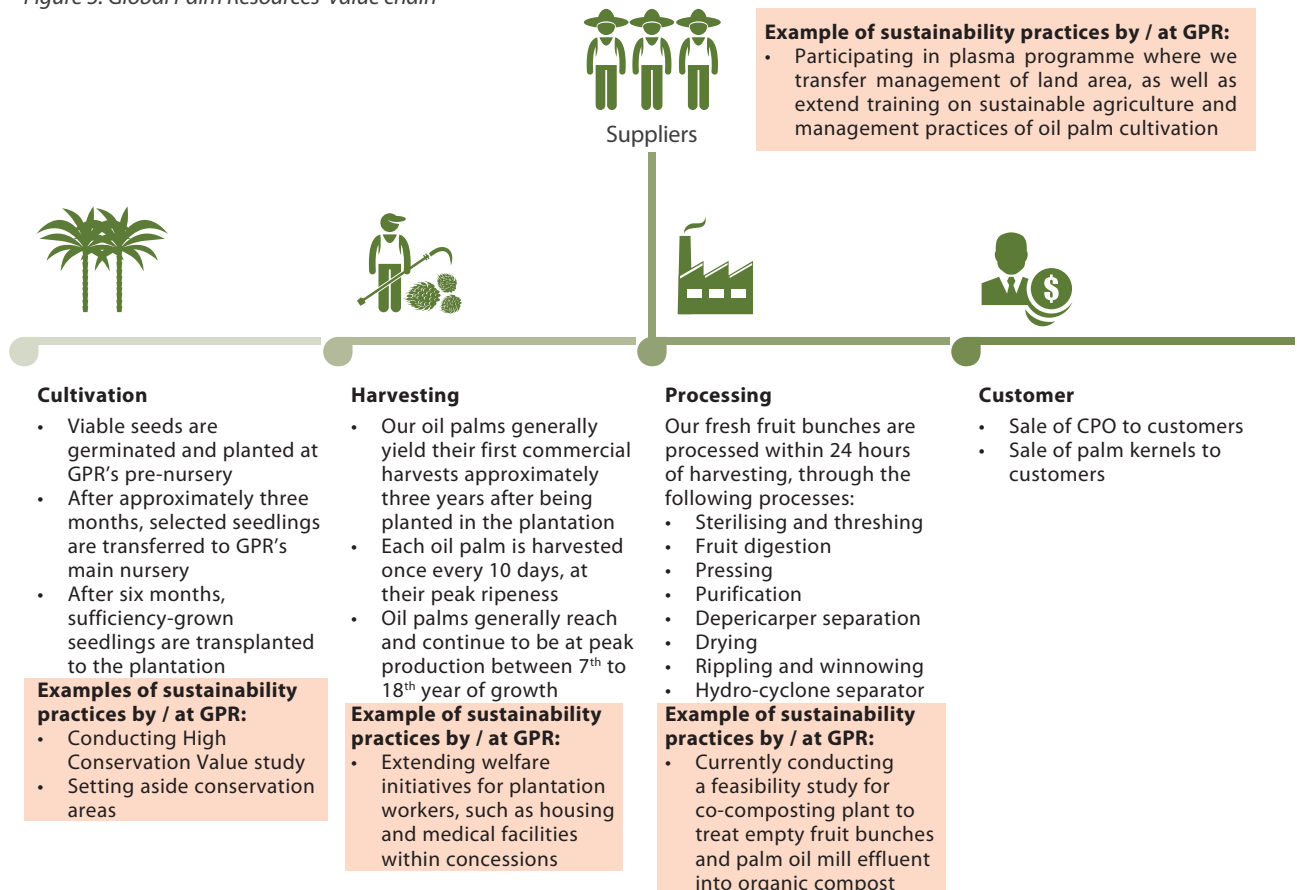 Figure 3: Global Palm Resources' value chain
Example of sustainability practices by / at GPR:
• Participating in plasma programme where we
transfer management of land area, as well as
extend training on sustainable agriculture and
management practices of oil palm cultivation
Suppliers
$
Cultivation
• Viable seeds are
germinated and planted at
GPR's pre-nursery
• After approximately three
months, selected seedlings
are transferred to GPR's
main nursery
• After six months,
sufficiency-grown
seedlings are transplanted
to the plantation
Examples of sustainability
practices by / at GPR:
• Conducting High
Conservation Value study
• Setting aside conservation
areas
Harvesting
• Our oil palms generally
yield their first commercial
harvests approximately
three years after being
planted in the plantation
• Each oil palm is harvested
once every 10 days, at
their peak ripeness
• Oil palms generally reach
and continue to be at peak
production between 7th to
18th year of growth
Example of sustainability
practices by / at GPR:
• Extending welfare
initiatives for plantation
workers, such as housing
and medical facilities
within concessions
Processing
Our fresh fruit bunches are
processed within 24 hours
of harvesting, through the
following processes:
• Sterilising and threshing
• Fruit digestion
• Pressing
• Purification
• Depericarper separation
• Drying
• Rippling and winnowing
• Hydro-cyclone separator
Example of sustainability
practices by / at GPR:
• Currently conducting
a feasibility study for
co-composting plant to
treat empty fruit bunches
and palm oil mill effluent
into organic compost
Customer
• Sale of CPO to customers
• Sale of palm kernels to
customers